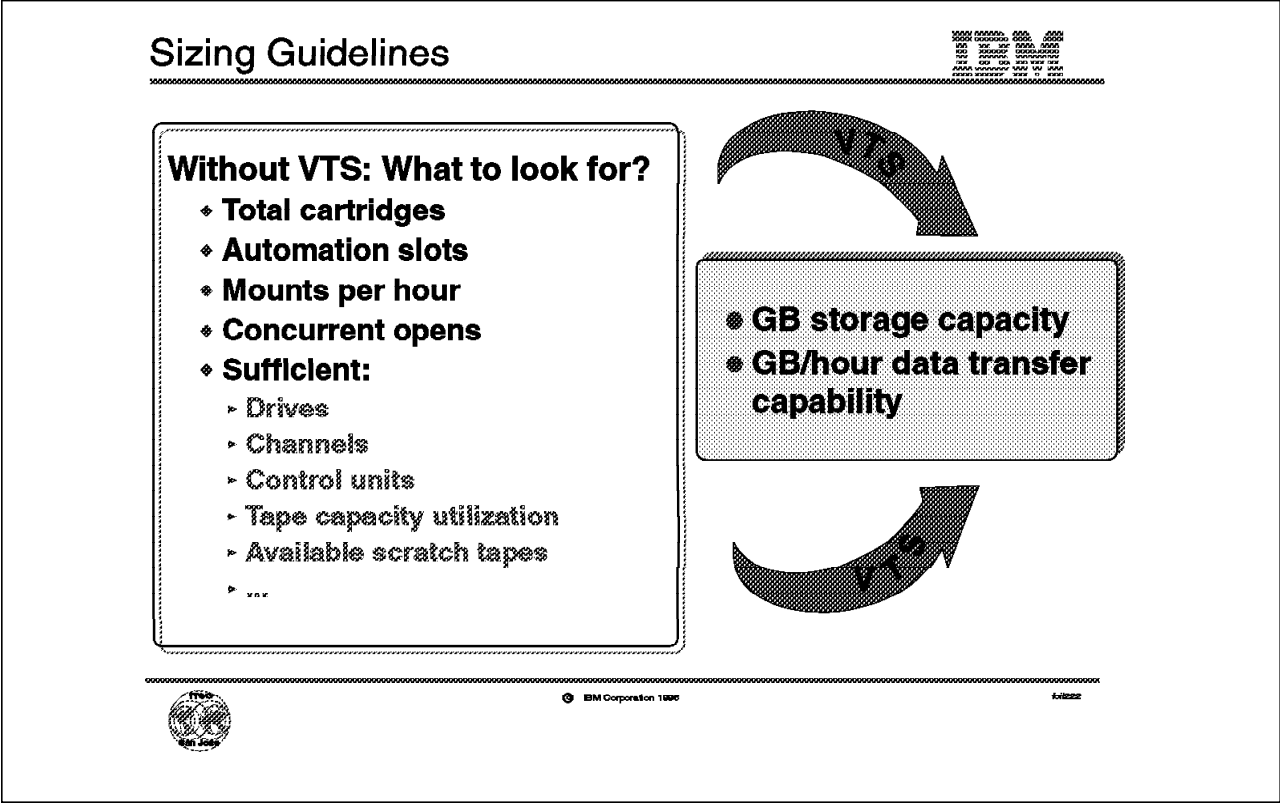 Sizing Guidelines
IBM
Without VTS: What to look for?
Total cartridges
Automation slots
Mounts per hour
Concurrent opens
Sufficient:
Drives
Channels
Control units
Tape capacity utilization
Available scratch tapes
...
VTS
GB storage capacity
GB/hour data transfer
capability
VTS
© IBM Corporation
San Jose